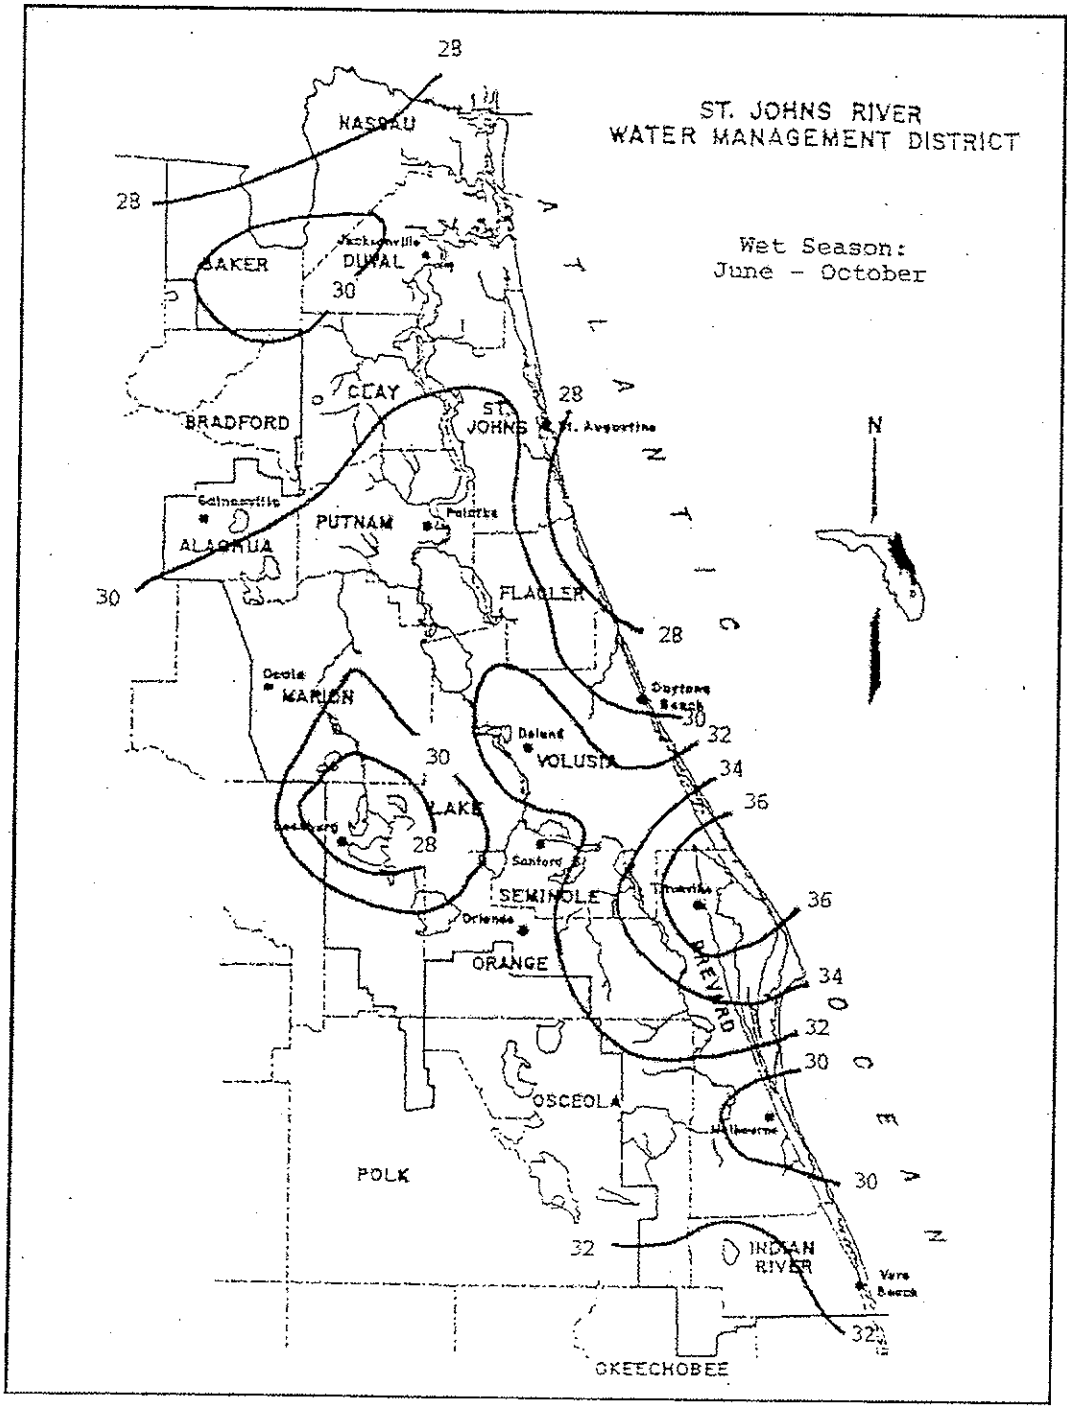 28
ST. JOHNS RIVER
WATER MANAGEMENT DISTRICT
NASSAU
28
Wet Season:
June - October
Jacksonville
BAKER
DUVAL
30
CLAY
28
BRADFORD
ST.
JOHNS
St. Augustine
N
Gainesville
PUTNAM
Palatka
ALACHUA
30
FLAGLER
28
Ocala
MARION
Daytona
Beach
30
Deland
32
30
VOLUSIA
34
36
LAKE
Leesburg
28
Sanford
Titusville
SEMINOLE
36
Orlando
ORANGE
BREVARD
34
32
30
OSCEOLA
Melbourne
POLK
30
32
INDIAN
RIVER
Vero
Beach
32
OKEECHOBEE
ATLANTIC OCEAN